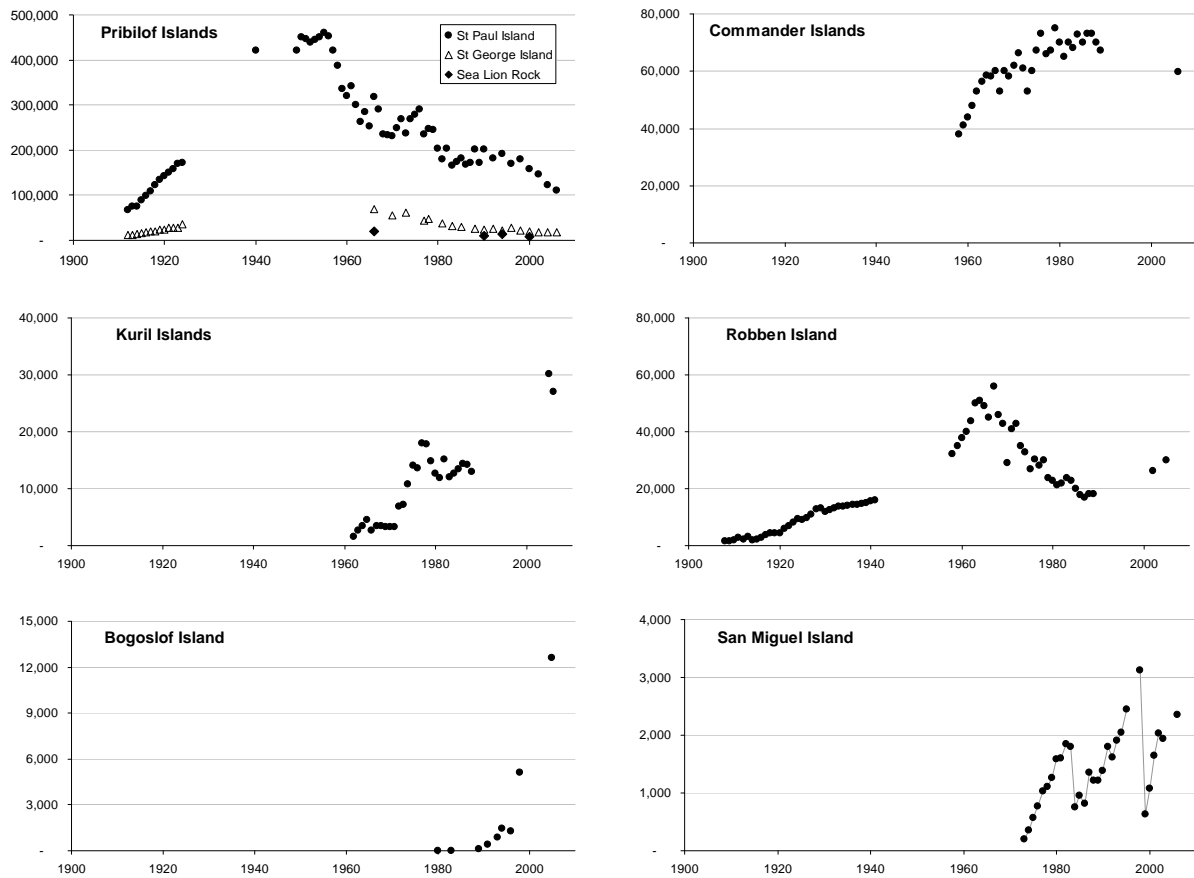 Pribilof Islands
St Paul Island
St George Island
Sea Lion Rock
500,000
400,000
300,000
200,000
100,000
-
1900 1920 1940 1960 1980 2000
Commander Islands
80,000
60,000
40,000
20,000
-
1900 1920 1940 1960 1980 2000
Kuril Islands
40,000
30,000
20,000
10,000
-
1900 1920 1940 1960 1980 2000
Robben Island
80,000
60,000
40,000
20,000
-
1900 1920 1940 1960 1980 2000
Bogoslof Island
15,000
12,000
9,000
6,000
3,000
-
1900 1920 1940 1960 1980 2000
San Miguel Island
4,000
3,000
2,000
1,000
-
1900 1920 1940 1960 1980 2000